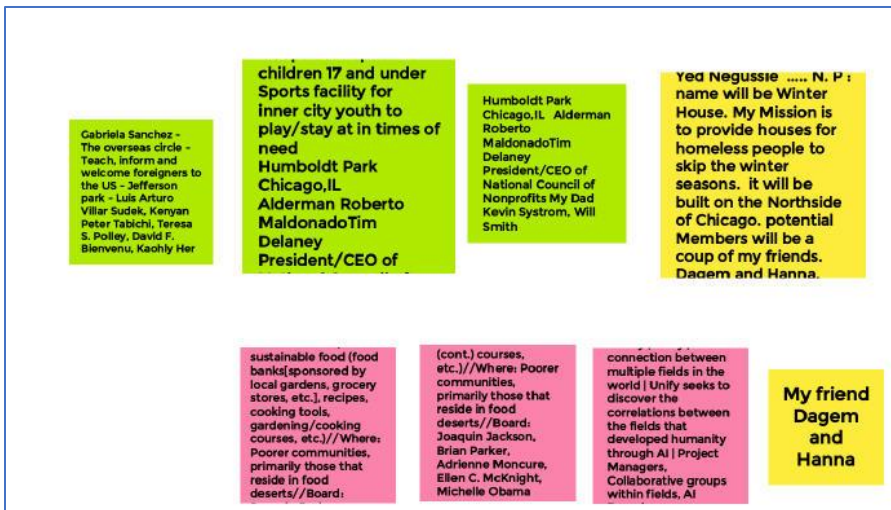 Gabriela Sanchez -
The overseas circle -
Teach, inform and
welcome foreigners to
the US - Jefferson
park - Luis Arturo
Villar Sudek, Kenyan
Peter Tabichi, Teresa
S. Polley, David F.
Bienvenu, Kaohly Her
children 17 and under
Sports facility for
inner city youth to
play/stay at in times of
need
Humboldt Park
Chicago,IL
Alderman Roberto
MaldonadoTim
Delaney
President/CEO of
Humboldt Park
Chicago,IL Alderman
Roberto
MaldonadoTim
Delaney
President/CEO of
National Council of
Nonprofits My Dad
Kevin Systrom, Will
Smith
Yed Negussie ..... N. P :
name will be Winter
House. My Mission is
to provide houses for
homeless people to
skip the winter
seasons. it will be
built on the Northside
of Chicago. potential
Members will be a
coup of my friends.
Dagem and Hanna.
sustainable food (food
banks[sponsored by
local gardens, grocery
stores, etc.], recipes,
cooking tools,
gardening/cooking
courses, etc.)//Where:
Poorer communities,
primarily those that
reside in food
deserts//Board:
(cont.) courses,
etc.)//Where: Poorer
communities,
primarily those that
reside in food
deserts//Board:
Joaquin Jackson,
Brian Parker,
Adrienne Moncure,
Ellen C. McKnight,
Michelle Obama
connection between
multiple fields in the
world | Unify seeks to
discover the
correlations between
the fields that
developed humanity
through AI | Project
Managers,
Collaborative groups
within fields, AI
My friend
Dagem
and
Hanna